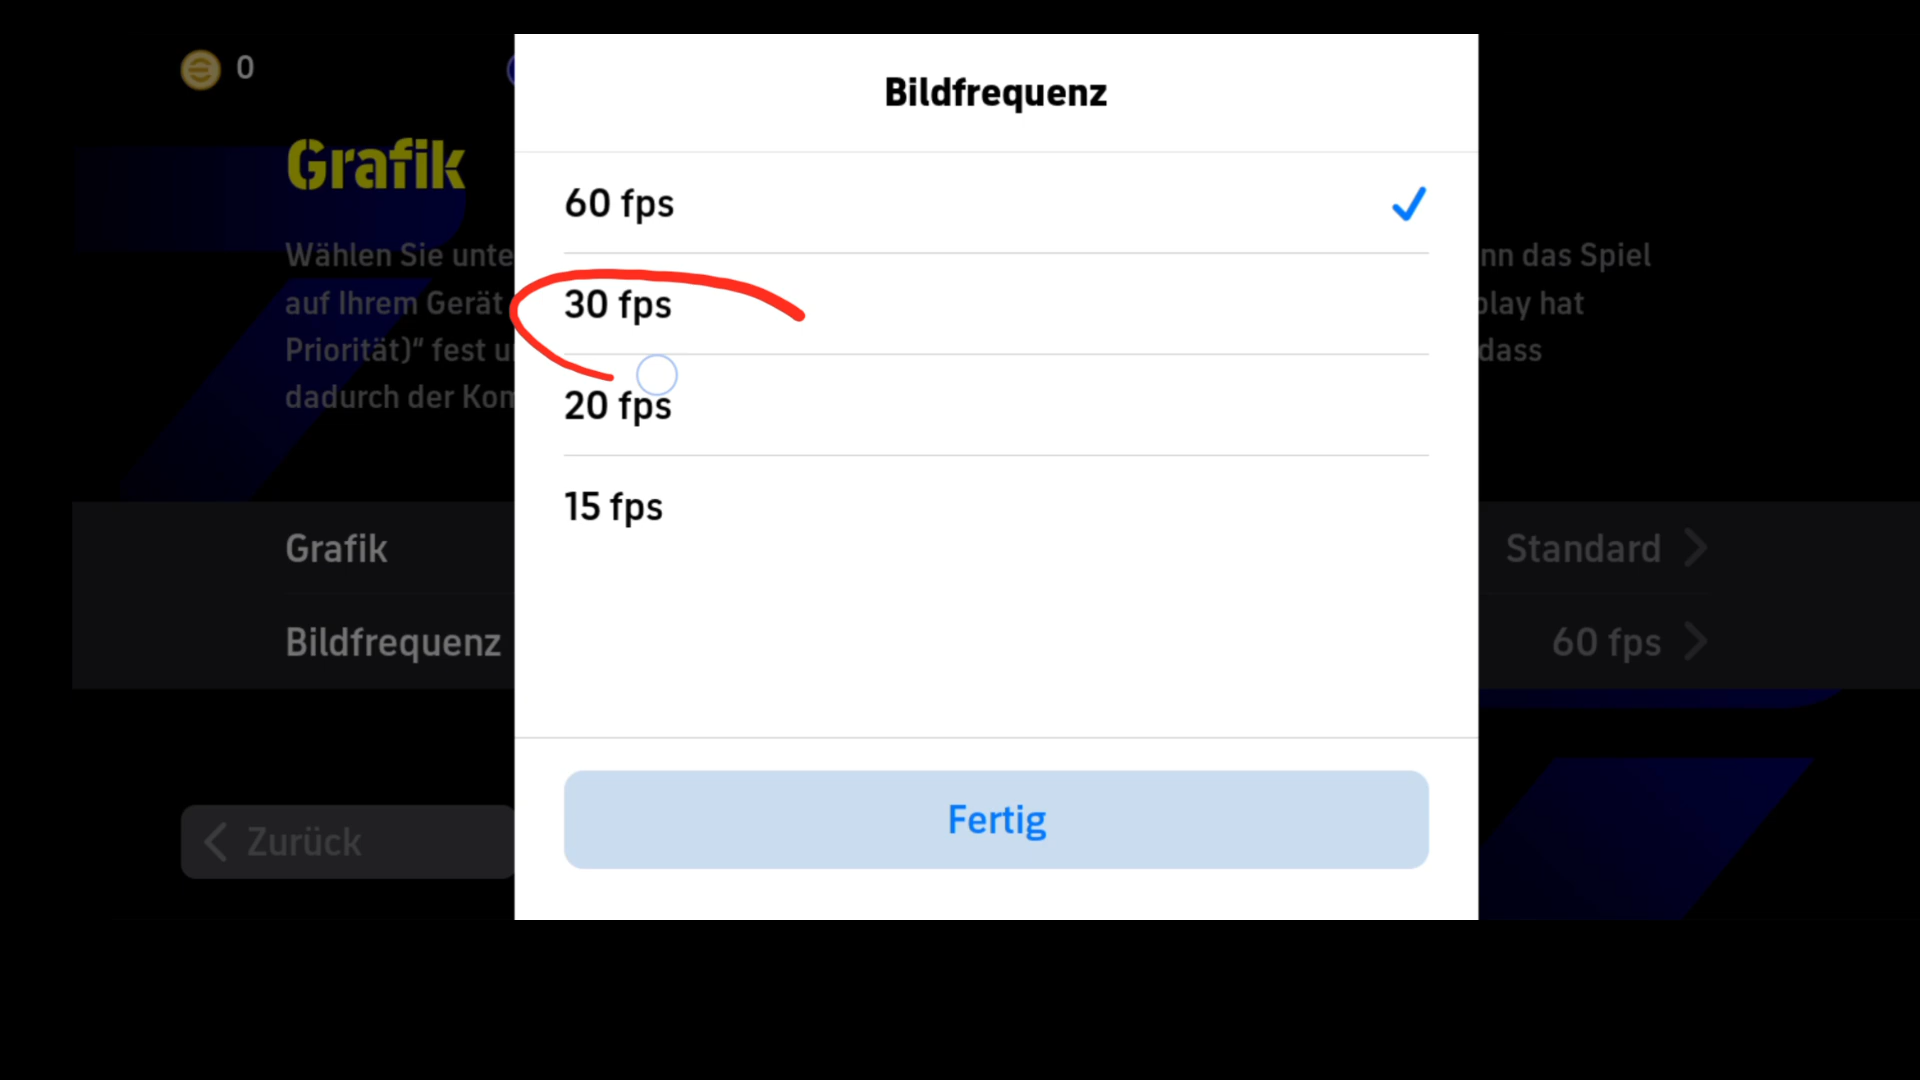 0
Bildfrequenz
Grafik
60 fps
Wählen Sie unte nn das Spiel
30 fps
auf Ihrem Gerät play hat
Priorität)“ fest u dass
20 fps
dadurch der Kon
15 fps
Grafik Standard
Bildfrequenz 60 fps
Fertig
Zurück